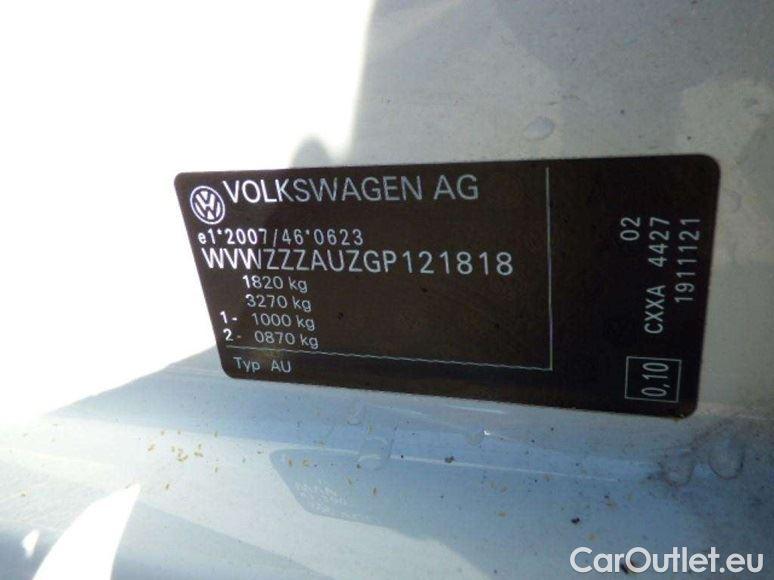 VOLKSWAGEN AG
e1*2007/46*0623
WVWZZZAUZGP121818
1820 kg
3270 kg
1- 1000 kg
2- 0870 kg
Typ AU
02
CXXA 4427
1911121
0,10
CarOutlet.eu